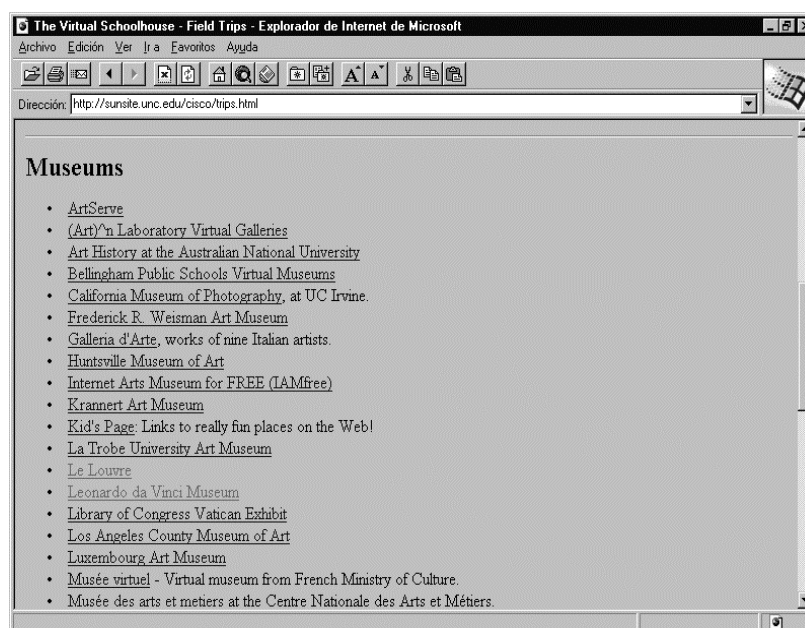 The Virtual Schoolhouse - Field Trips - Explorador de Internet de Microsoft
Archivo Edición Ver Ir a Favoritos Ayuda
Dirección: http://sunsite.unc.edu/cisco/trips.html
Museums
• ArtServe
• (Art)^n Laboratory Virtual Galleries
• Art History at the Australian National University
• Bellingham Public Schools Virtual Museums
• California Museum of Photography, at UC Irvine.
• Frederick R. Weisman Art Museum
• Galleria d'Arte, works of nine Italian artists.
• Huntsville Museum of Art
• Internet Arts Museum for FREE (IAMfree)
• Krannert Art Museum
• Kid's Page: Links to really fun places on the Web!
• La Trobe University Art Museum
• Le Louvre
• Leonardo da Vinci Museum
• Library of Congress Vatican Exhibit
• Los Angeles County Museum of Art
• Luxembourg Art Museum
• Musée virtuel - Virtual museum from French Ministry of Culture.
• Musée des arts et metiers at the Centre Nationale des Arts et Métiers.